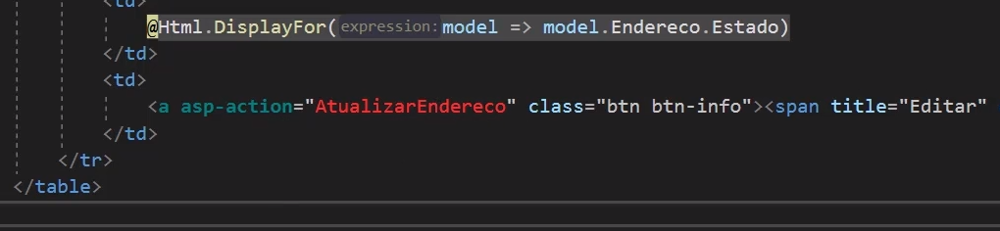 <td>
@Html.DisplayFor(expression: model => model.Endereco.Estado)
</td>
<td>
<a asp-action="AtualizarEndereco" class="btn btn-info"><span title="Editar"
</td>
</tr>
</table>